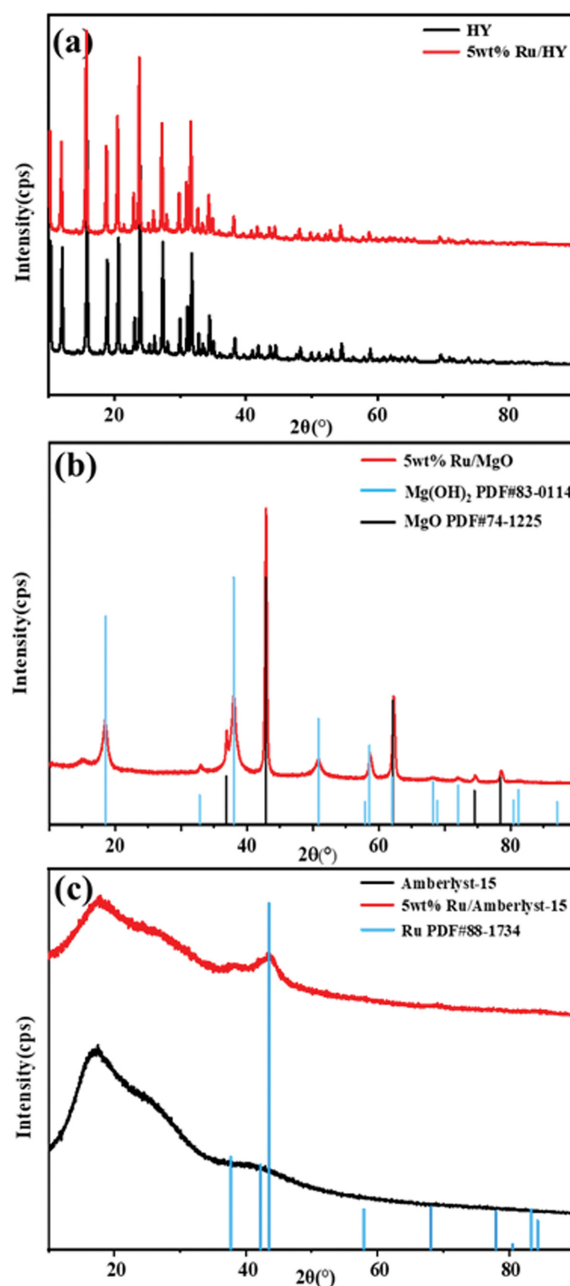 (a)
HY
5wt% Ru/HY
Intensity(cps)
20 40 60 80
2θ(°)
(b)
5wt% Ru/MgO
Mg(OH)₂ PDF#83-0114
MgO PDF#74-1225
Intensity(cps)
20 40 60 80
2θ(°)
(c)
Amberlyst-15
5wt% Ru/Amberlyst-15
Ru PDF#88-1734
Intensity(cps)
20 40 60 80
2θ(°)